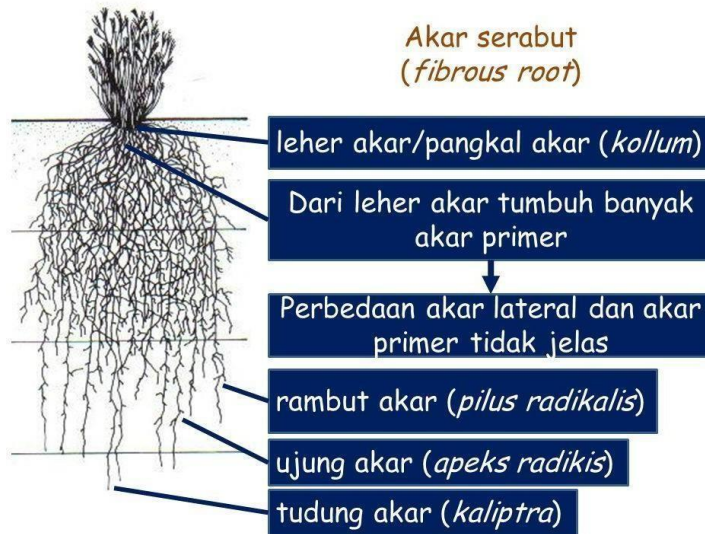 Akar serabut
(fibrous root)
leher akar/pangkal akar (kollum)
Dari leher akar tumbuh banyak
akar primer
Perbedaan akar lateral dan akar
primer tidak jelas
rambut akar (pilus radikalis)
ujung akar (apeks radikis)
tudung akar (kaliptra)